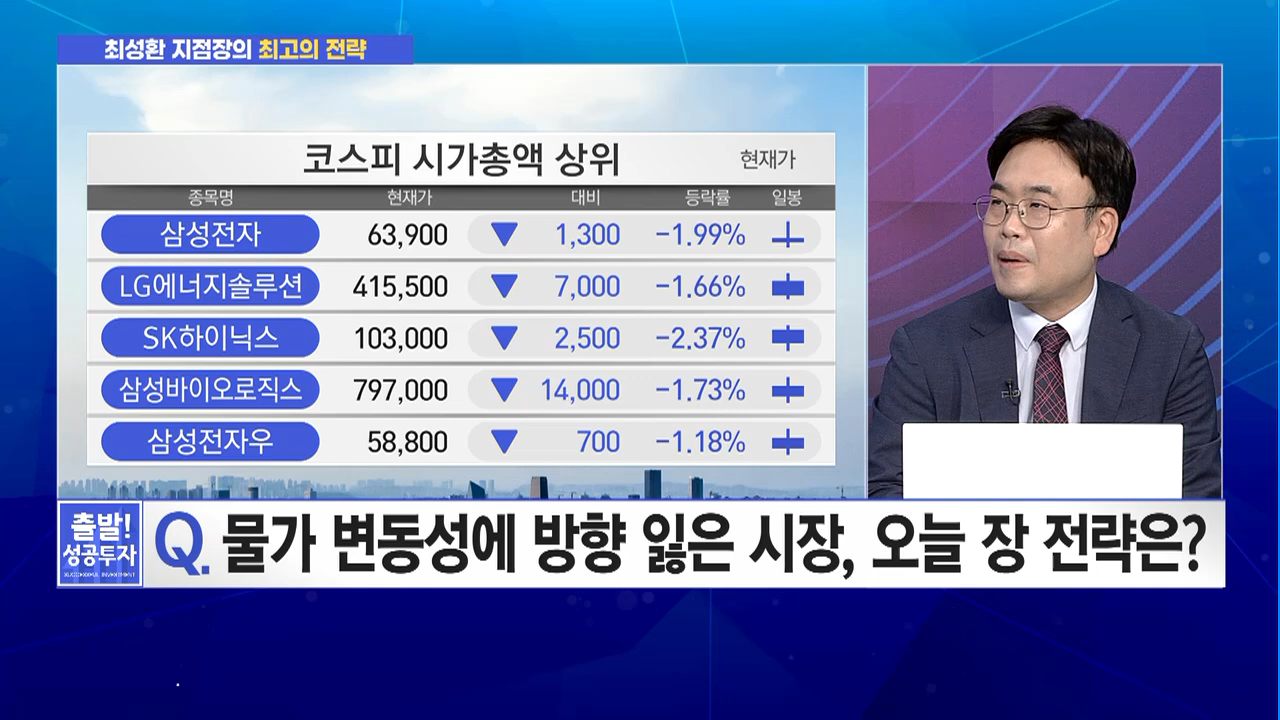 최성환 지점장의 최고의 전략
코스피 시가총액 상위 현재가
종목명 현재가 대비 등락률 일봉
삼성전자 63,900 ▼ 1,300 -1.99%
LG에너지솔루션 415,500 ▼ 7,000 -1.66%
SK하이닉스 103,000 ▼ 2,500 -2.37%
삼성바이오로직스 797,000 ▼ 14,000 -1.73%
삼성전자우 58,800 ▼ 700 -1.18%
출발!
성공투자
SUCCESSFUL INVESTMENT
Q. 물가 변동성에 방향 잃은 시장, 오늘 장 전략은?